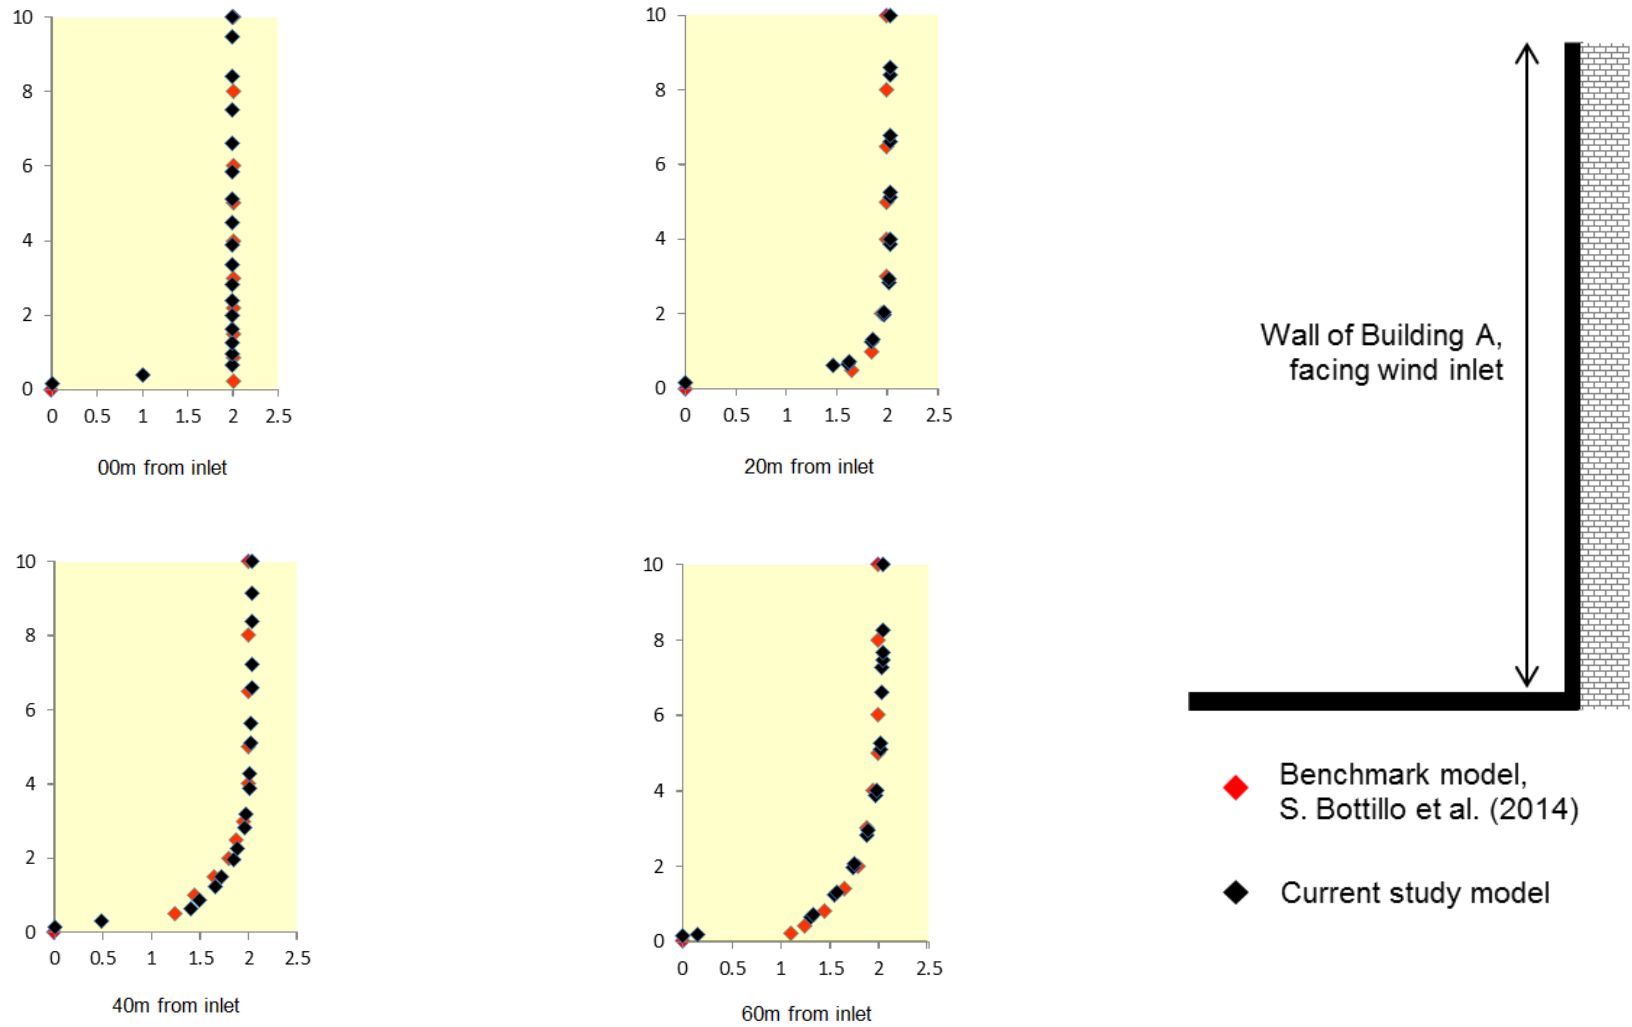 10
8
6
4
2
0
0 0.5 1 1.5 2 2.5
00m from inlet
10
8
6
4
2
0
0 0.5 1 1.5 2 2.5
20m from inlet
10
8
6
4
2
0
0 0.5 1 1.5 2 2.5
40m from inlet
10
8
6
4
2
0
0 0.5 1 1.5 2 2.5
60m from inlet
Wall of Building A,
facing wind inlet
Benchmark model,
S. Bottillo et al. (2014)
Current study model